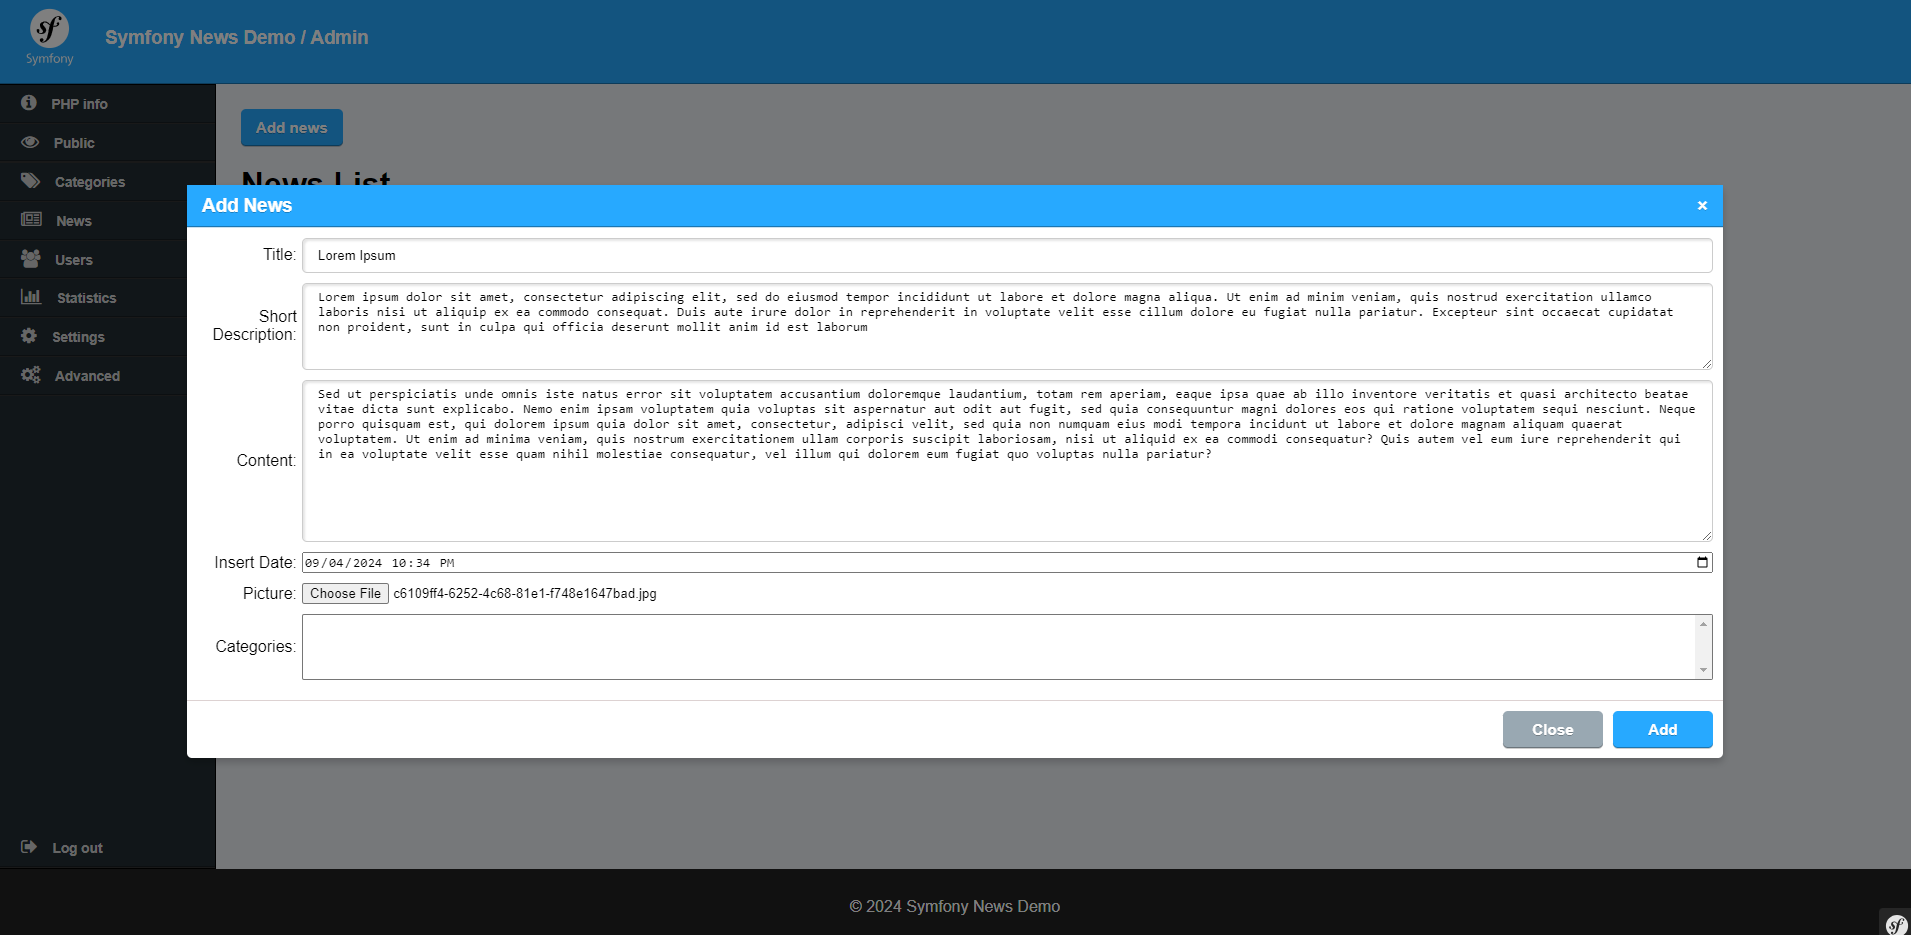 sf
Symfony
Symfony News Demo / Admin
PHP info
Public
Categories
News
Users
Statistics
Settings
Advanced
Log out
Add news
News List
Add News
×
Title:
Lorem Ipsum
Short
Description:
Lorem ipsum dolor sit amet, consectetur adipiscing elit, sed do eiusmod tempor incididunt ut labore et dolore magna aliqua. Ut enim ad minim veniam, quis nostrud exercitation ullamco
laboris nisi ut aliquip ex ea commodo consequat. Duis aute irure dolor in reprehenderit in voluptate velit esse cillum dolore eu fugiat nulla pariatur. Excepteur sint occaecat cupidatat
non proident, sunt in culpa qui officia deserunt mollit anim id est laborum
Content:
Sed ut perspiciatis unde omnis iste natus error sit voluptatem accusantium doloremque laudantium, totam rem aperiam, eaque ipsa quae ab illo inventore veritatis et quasi architecto beatae
vitae dicta sunt explicabo. Nemo enim ipsam voluptatem quia voluptas sit aspernatur aut odit aut fugit, sed quia consequuntur magni dolores eos qui ratione voluptatem sequi nesciunt. Neque
porro quisquam est, qui dolorem ipsum quia dolor sit amet, consectetur, adipisci velit, sed quia non numquam eius modi tempora incidunt ut labore et dolore magnam aliquam quaerat
voluptatem. Ut enim ad minima veniam, quis nostrum exercitationem ullam corporis suscipit laboriosam, nisi ut aliquid ex ea commodi consequatur? Quis autem vel eum iure reprehenderit qui
in ea voluptate velit esse quam nihil molestiae consequatur, vel illum qui dolorem eum fugiat quo voluptas nulla pariatur?
Insert Date:
09/04/2024 10:34 PM
Picture:
Choose File c6109ff4-6252-4c68-81e1-f748e1647bad.jpg
Categories:
Close
Add
© 2024 Symfony News Demo
sf